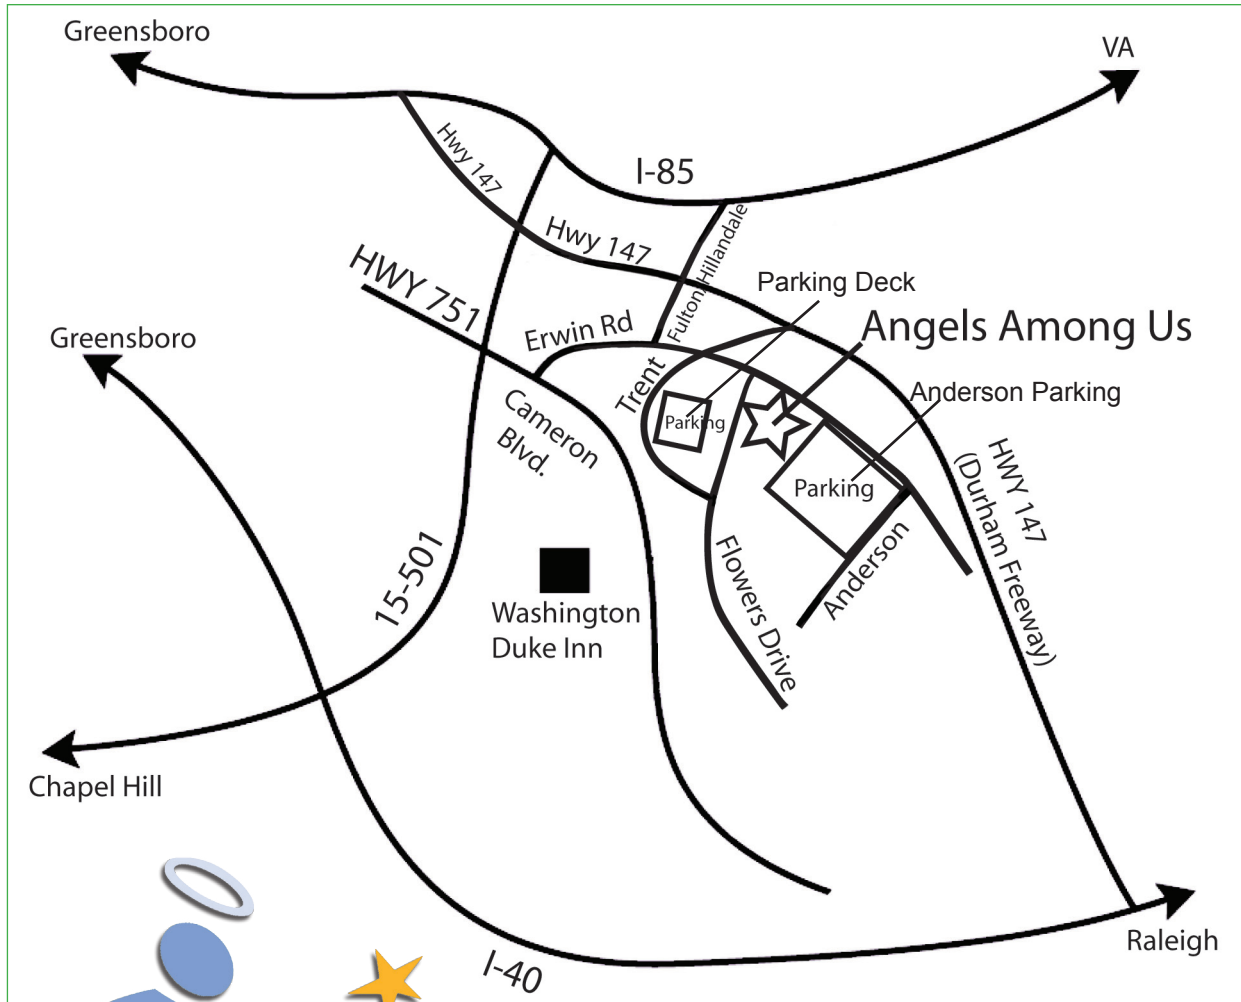 Greensboro
VA
I-85
Hwy 147
Hwy 147
Fulton/Hillandale
HWY 751
Parking Deck
Erwin Rd
Angels Among Us
Greensboro
Trent
Anderson Parking
Cameron
Blvd.
Parking
Parking
HWY 147
(Durham Freeway)
15-501
Flowers Drive
Anderson
Washington
Duke Inn
Chapel Hill
Raleigh
I-40